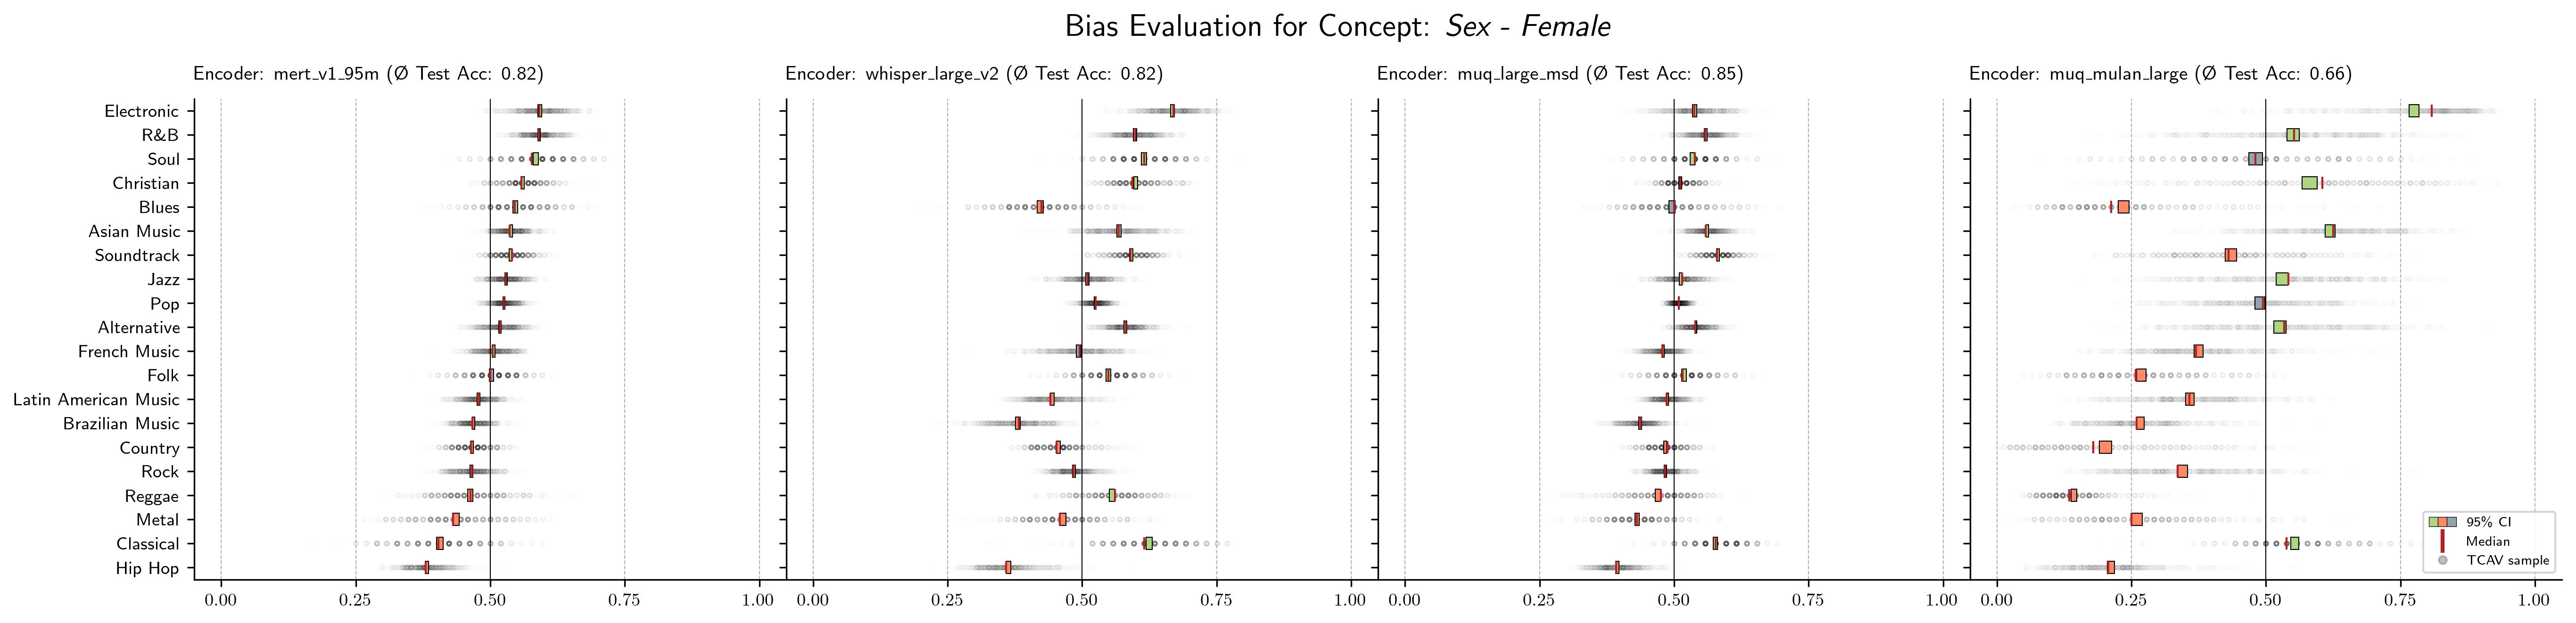 Bias Evaluation for Concept: Sex - Female
Encoder: mert_v1_95m (Ø Test Acc: 0.82)
Encoder: whisper_large_v2 (Ø Test Acc: 0.82)
Encoder: muq_large_msd (Ø Test Acc: 0.85)
Encoder: muq_mulan_large (Ø Test Acc: 0.66)
Electronic
R&B
Soul
Christian
Blues
Asian Music
Soundtrack
Jazz
Pop
Alternative
French Music
Folk
Latin American Music
Brazilian Music
Country
Rock
Reggae
Metal
Classical
Hip Hop
95% CI
Median
TCAV sample
0.00 0.25 0.50 0.75 1.00
0.00 0.25 0.50 0.75 1.00
0.00 0.25 0.50 0.75 1.00
0.00 0.25 0.50 0.75 1.00